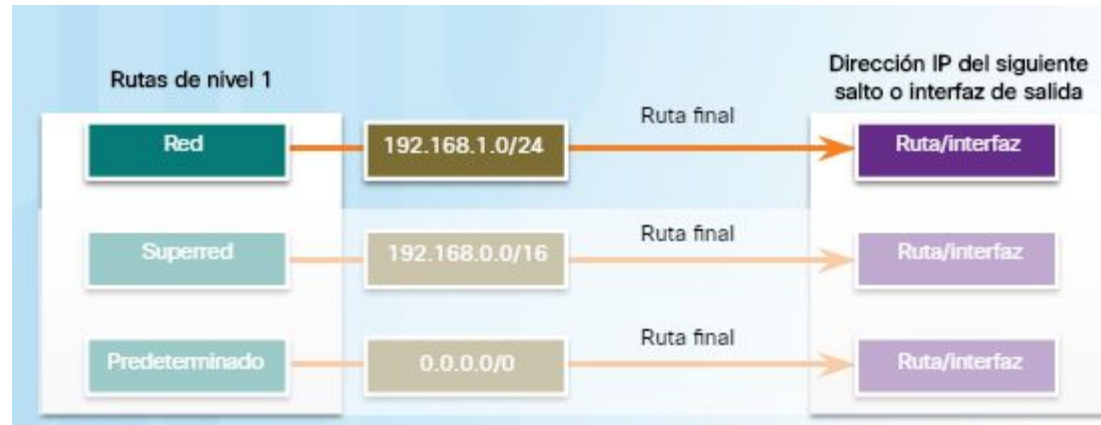 Rutas de nivel 1
Dirección IP del siguiente
salto o interfaz de salida
Red
192.168.1.0/24
Ruta final
Ruta/interfaz
Superred
192.168.0.0/16
Ruta final
Ruta/interfaz
Predeterminado
0.0.0.0/0
Ruta final
Ruta/interfaz